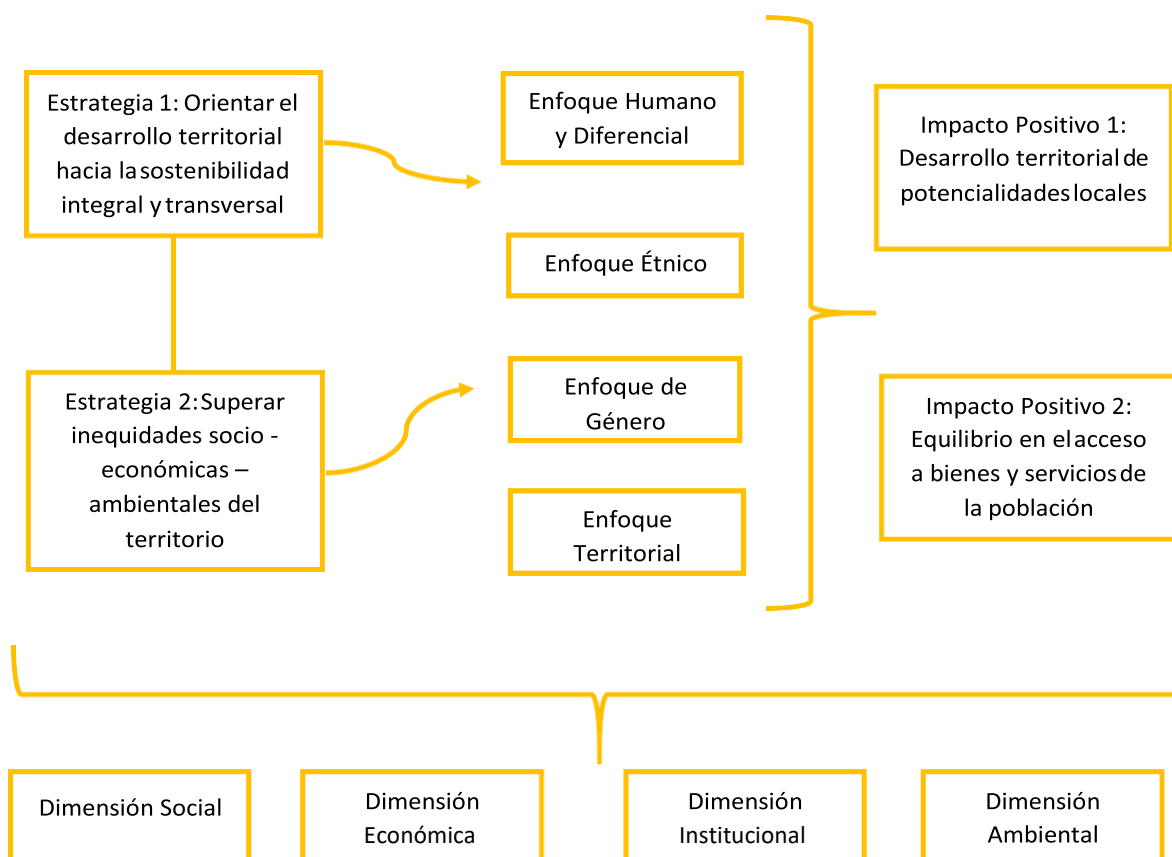 Estrategia 1: Orientar el
desarrollo territorial
hacia la sostenibilidad
integral y transversal
Estrategia 2: Superar
inequidades socio -
económicas –
ambientales del
territorio
Enfoque Humano
y Diferencial
Enfoque Étnico
Enfoque de
Género
Enfoque
Territorial
Impacto Positivo 1:
Desarrollo territorial de
potencialidades locales
Impacto Positivo 2:
Equilibrio en el acceso
a bienes y servicios de
la población
Dimensión Social
Dimensión
Económica
Dimensión
Institucional
Dimensión
Ambiental